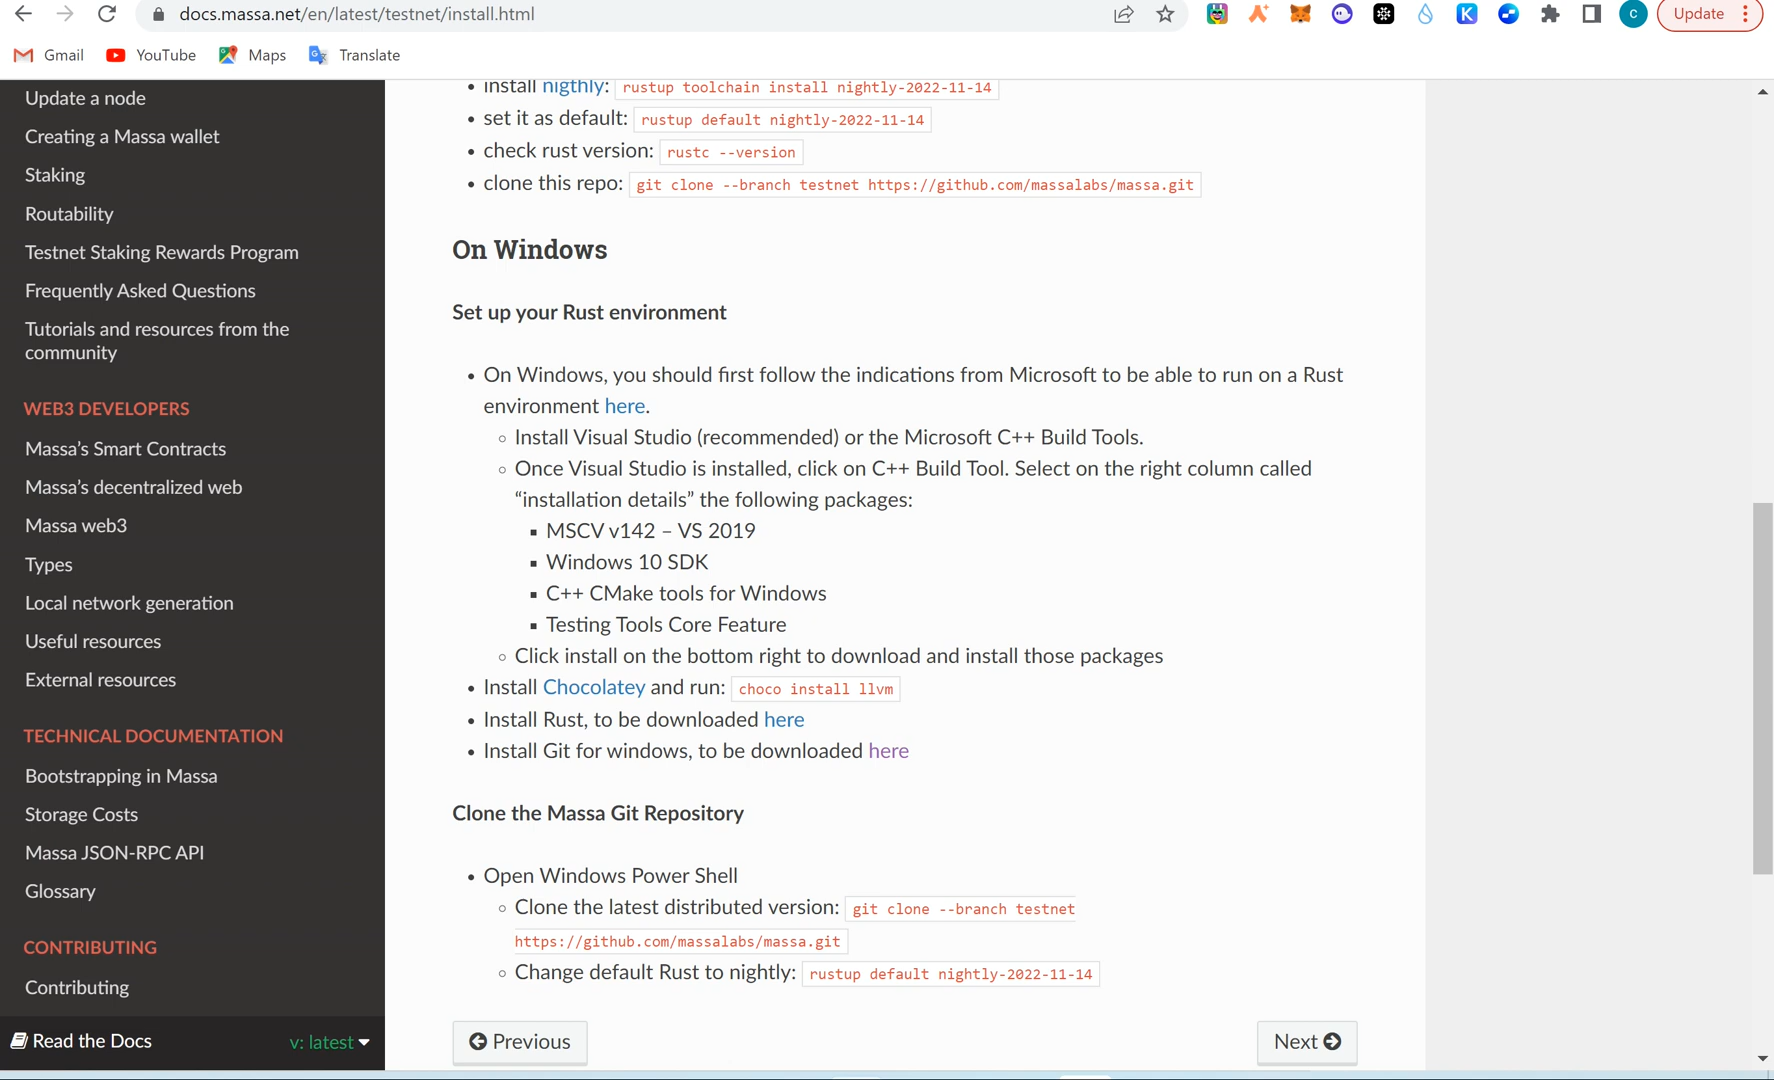 docs.massa.net/en/latest/testnet/install.html
K
C
Update
Gmail
YouTube
Maps
Translate
Update a node
Creating a Massa wallet
Staking
Routability
Testnet Staking Rewards Program
Frequently Asked Questions
Tutorials and resources from the
community
WEB3 DEVELOPERS
Massa’s Smart Contracts
Massa’s decentralized web
Massa web3
Types
Local network generation
Useful resources
External resources
TECHNICAL DOCUMENTATION
Bootstrapping in Massa
Storage Costs
Massa JSON-RPC API
Glossary
CONTRIBUTING
Contributing
Read the Docs
v: latest
• install nigthly: rustup toolchain install nightly-2022-11-14
• set it as default: rustup default nightly-2022-11-14
• check rust version: rustc --version
• clone this repo: git clone --branch testnet https://github.com/massalabs/massa.git
On Windows
Set up your Rust environment
• On Windows, you should first follow the indications from Microsoft to be able to run on a Rust
environment here.
◦ Install Visual Studio (recommended) or the Microsoft C++ Build Tools.
◦ Once Visual Studio is installed, click on C++ Build Tool. Select on the right column called
“installation details” the following packages:
▪ MSCV v142 – VS 2019
▪ Windows 10 SDK
▪ C++ CMake tools for Windows
▪ Testing Tools Core Feature
◦ Click install on the bottom right to download and install those packages
• Install Chocolatey and run: choco install llvm
• Install Rust, to be downloaded here
• Install Git for windows, to be downloaded here
Clone the Massa Git Repository
• Open Windows Power Shell
◦ Clone the latest distributed version: git clone --branch testnet
https://github.com/massalabs/massa.git
◦ Change default Rust to nightly: rustup default nightly-2022-11-14
Previous
Next